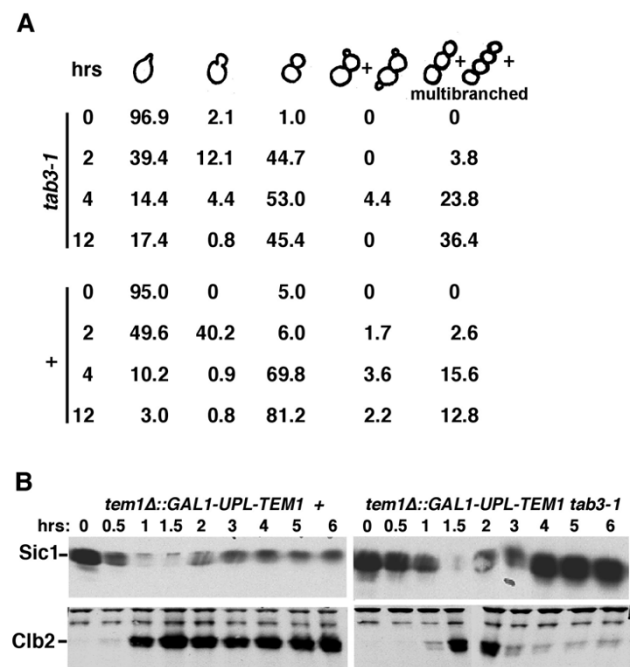 A
hrs + + +
multibranched
tab3-1
0 96.9 2.1 1.0 0 0
2 39.4 12.1 44.7 0 3.8
4 14.4 4.4 53.0 4.4 23.8
12 17.4 0.8 45.4 0 36.4
+
0 95.0 0 5.0 0 0
2 49.6 40.2 6.0 1.7 2.6
4 10.2 0.9 69.8 3.6 15.6
12 3.0 0.8 81.2 2.2 12.8
B
tem1Δ::GAL1-UPL-TEM1 + tem1Δ::GAL1-UPL-TEM1 tab3-1
hrs: 0 0.5 1 1.5 2 3 4 5 6 0 0.5 1 1.5 2 3 4 5 6
Sic1–
Clb2–